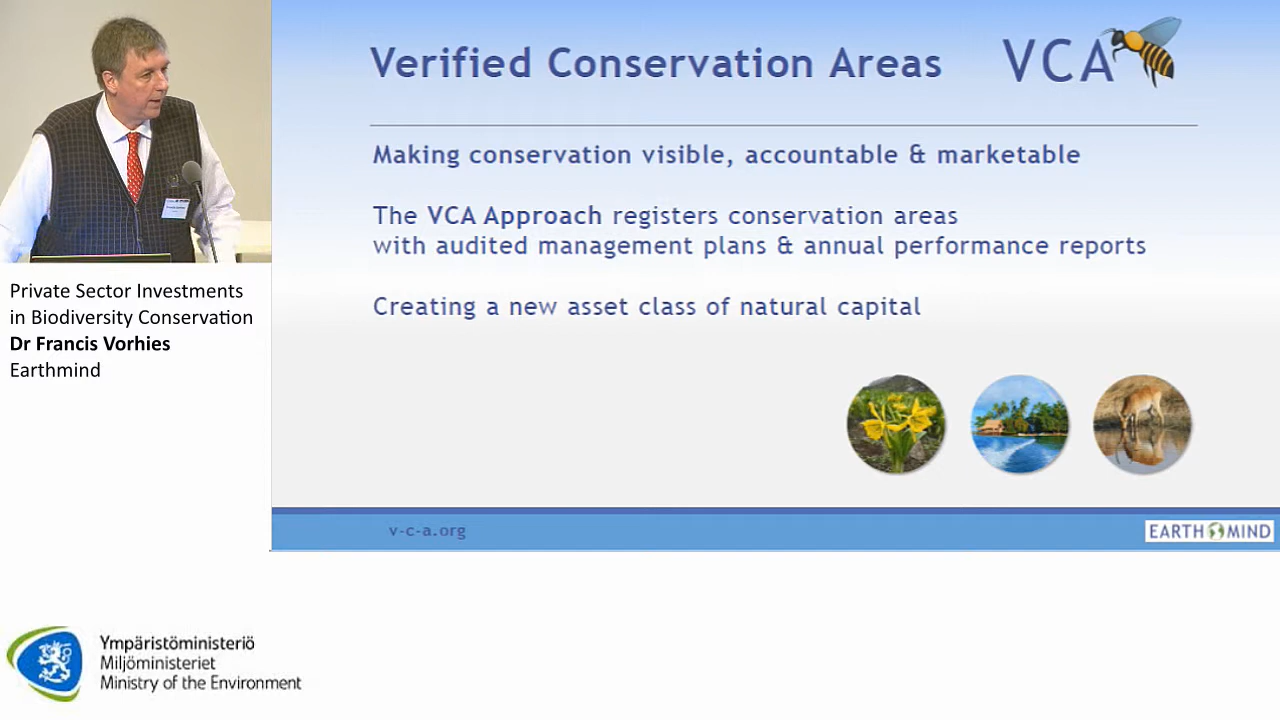 Verified Conservation Areas
VCA
Making conservation visible, accountable & marketable
The VCA Approach registers conservation areas
with audited management plans & annual performance reports
Creating a new asset class of natural capital
v-c-a.org
EARTH MIND
Private Sector Investments
in Biodiversity Conservation
Dr Francis Vorhies
Earthmind
Ympäristöministeriö
Miljöministeriet
Ministry of the Environment